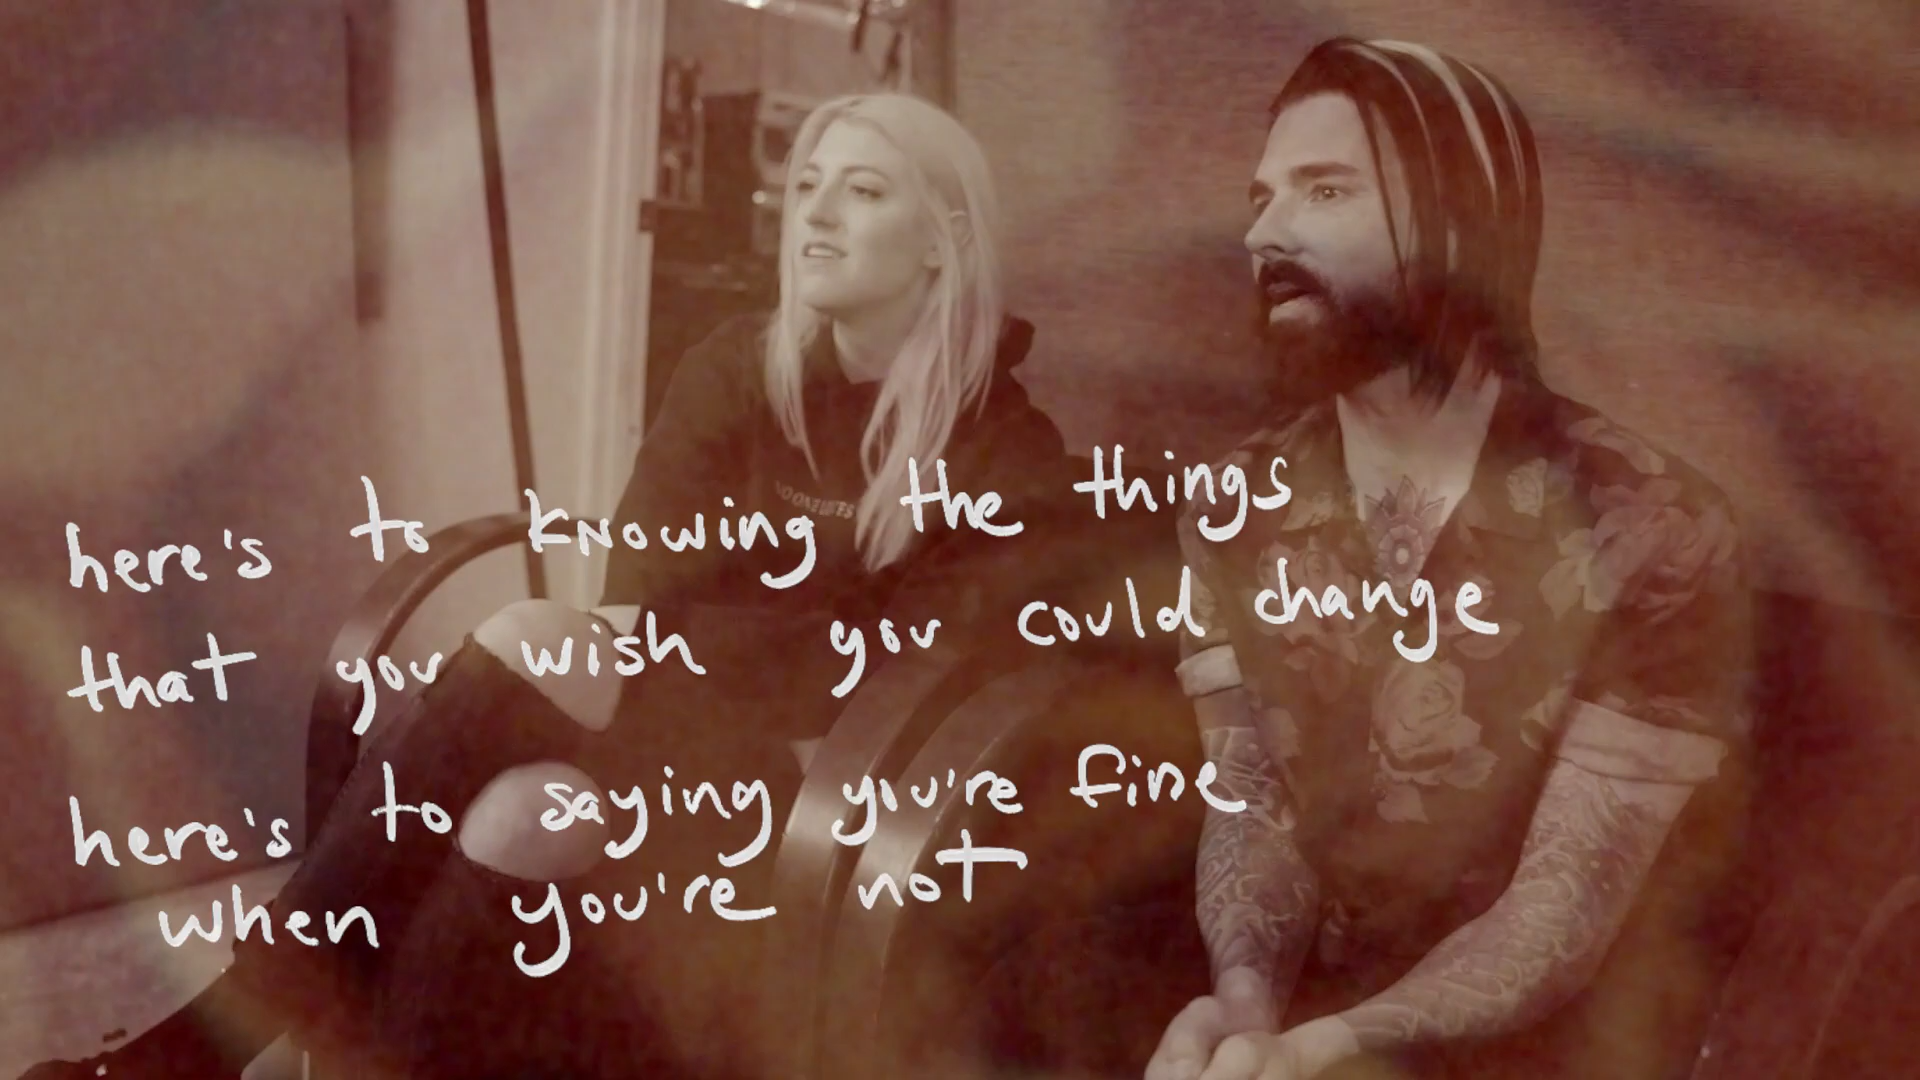 here's to knowing the things
that you wish you could change
here's to saying you're fine
when you're not